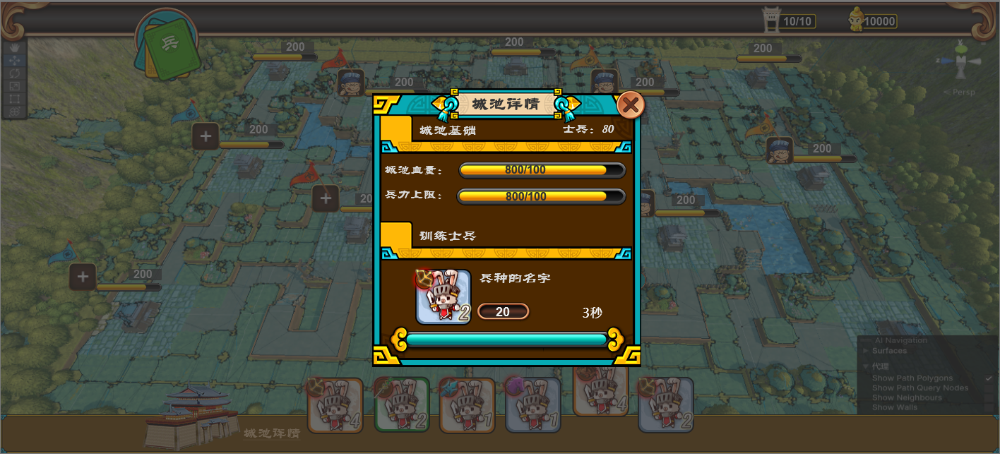 10/10
10000
兵
200
200
200
200
200
< Persp
城池详情
200
城池基础
士兵：80
200
城池血量：
800/100
兵力上限：
800/100
20
200
训练士兵
200
兵种的名字
2
20
3秒
AI Navigation
Surfaces
代理
Show Path Polygons
Show Path Query Nodes
Show Neighbours
Show Walls
4
2
1
1
4
2
城池详情